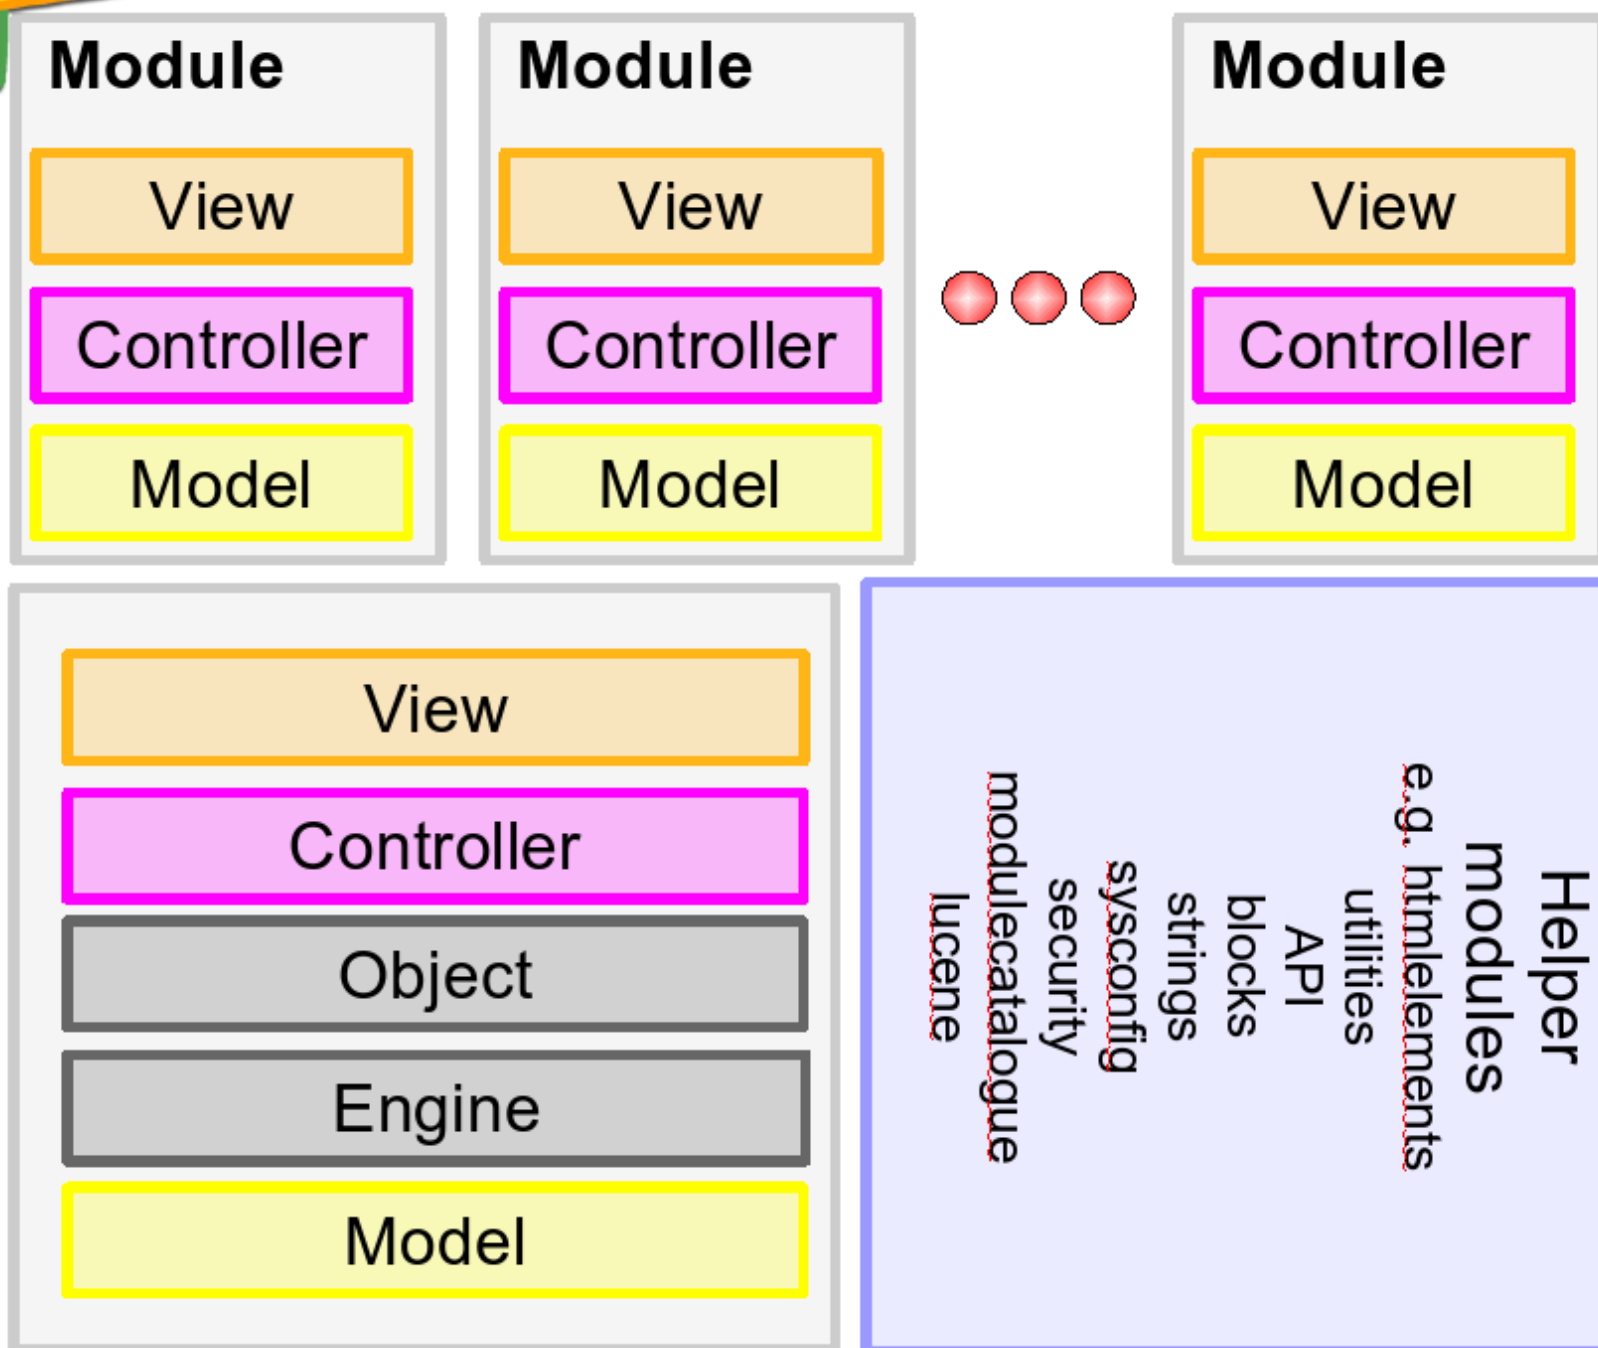 Module
View
Controller
Model
Module
View
Controller
Model
Module
View
Controller
Model
View
Controller
Object
Engine
Model
Helper
modules
e.g. htmlelements
utilities
API
blocks
strings
sysconfig
security
modulecatalogue
lucene